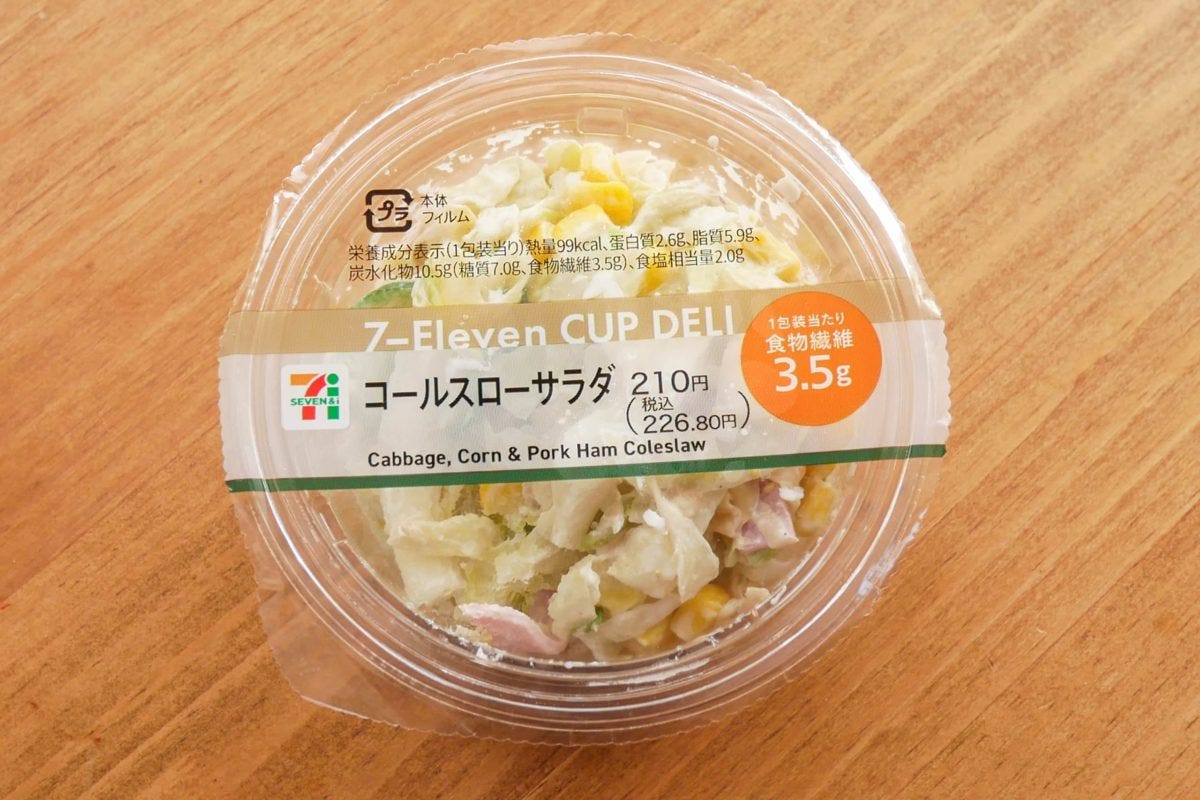 プラ
本体
フィルム
栄養成分表示(1包装当り)熱量99kcal、蛋白質2.6g、脂質5.9g、
炭水化物10.5g(糖質7.0g、食物繊維3.5g)、食塩相当量2.0g
7-Eleven CUP DELI
1包装当たり
食物繊維
3.5g
SEVEN&i
コールスローサラダ 210円
(税込
226.80円)
Cabbage, Corn & Pork Ham Coleslaw